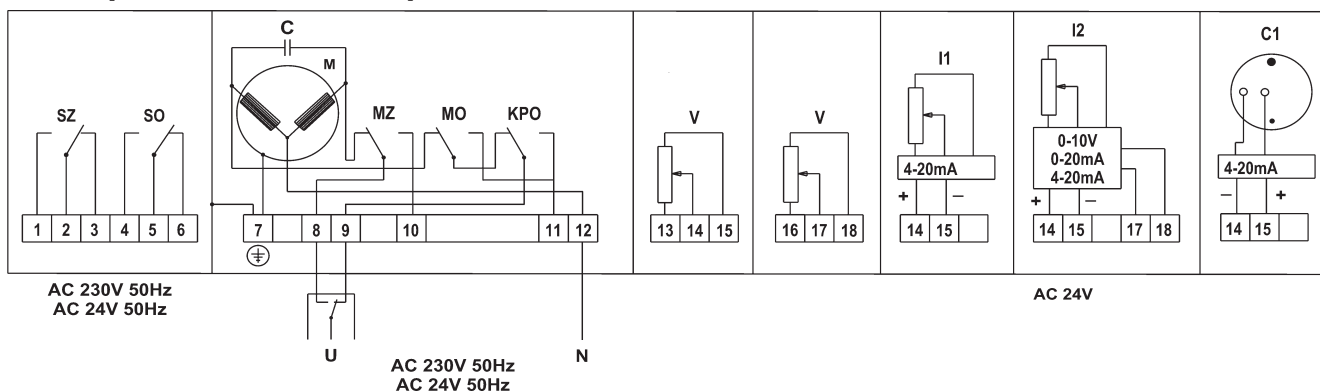 C
M
SZ
SO
MZ
MO
KPO
V
V
I1
I2
C1
0-10V
0-20mA
4-20mA
4-20mA
4-20mA
+
–
+
–
–
+
1 2 3 4 5 6
7 8 9 10 11 12
13 14 15
16 17 18
14 15
14 15 17 18
14 15
AC 230V 50Hz
AC 24V 50Hz
U
N
AC 230V 50Hz
AC 24V 50Hz
AC 24V